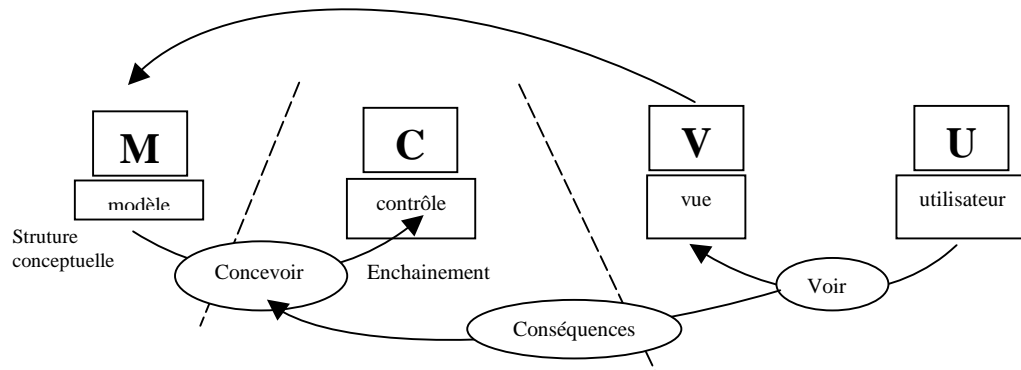 M
C
V
U
modèle
contrôle
vue
utilisateur
Struture
conceptuelle
Concevoir
Enchainement
Voir
Conséquences